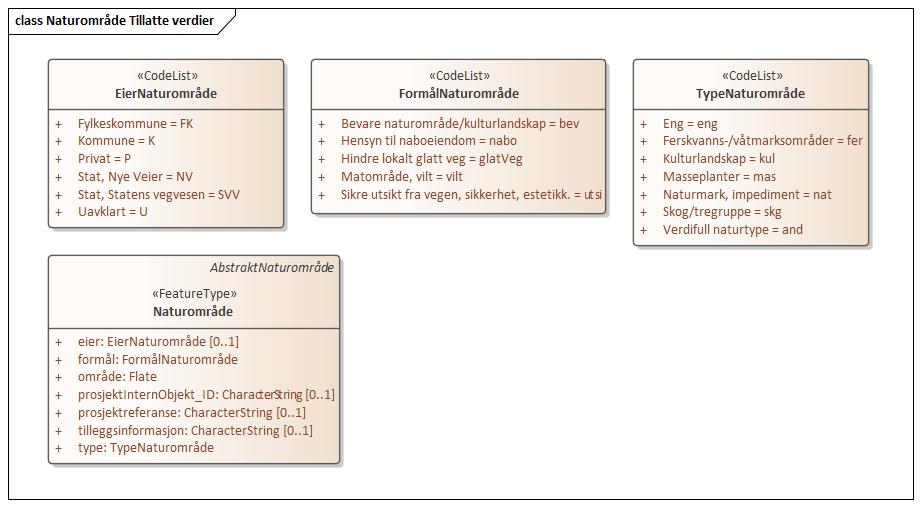 class Naturområde Tillatte verdier
«CodeList»
EierNaturområde
+ Fylkeskommune = FK
+ Kommune = K
+ Privat = P
+ Stat, Nye Veier = NV
+ Stat, Statens vegvesen = SVV
+ Uavklart = U
«CodeList»
FormålNaturområde
+ Bevare naturområde/kulturlandskap = bev
+ Hensyn til naboeiendom = nabo
+ Hindre lokalt glatt veg = glatVeg
+ Matområde, vilt = vilt
+ Sikre utsikt fra vegen, sikkerhet, estetikk. = utsi
«CodeList»
TypeNaturområde
+ Eng = eng
+ Ferskvanns-/våtmarksområder = fer
+ Kulturlandskap = kul
+ Masseplanter = mas
+ Naturmark, impediment = nat
+ Skog/tregruppe = skg
+ Verdifull naturtype = and
AbstraktNaturområde
«FeatureType»
Naturområde
+ eier: EierNaturområde [0..1]
+ formål: FormålNaturområde
+ område: Flate
+ prosjektInternObjekt_ID: CharacterString [0..1]
+ prosjektreferanse: CharacterString [0..1]
+ tilleggsinformasjon: CharacterString [0..1]
+ type: TypeNaturområde